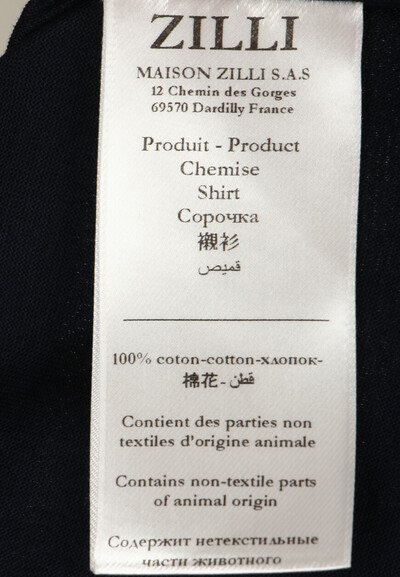 ZILLI
MAISON ZILLI S.A.S
12 Chemin des Gorges
69570 Dardilly France
Produit - Product
Chemise
Shirt
Сорочка
襯衫
قميص
100% coton-cotton-хлопок-
棉花 - قطن
Contient des parties non
textiles d'origine animale
Contains non-textile parts
of animal origin
Содержит нетекстильные
части животного